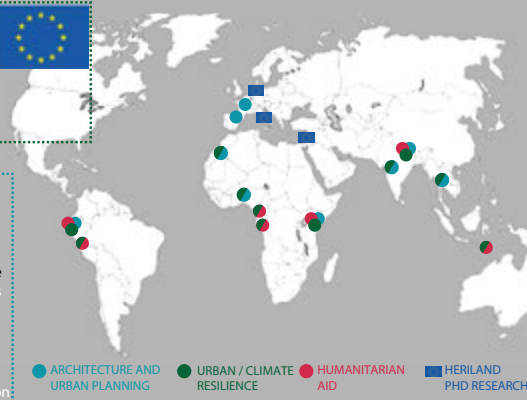 ARCHITECTURE AND
URBAN PLANNING
URBAN / CLIMATE
RESILIENCE
HUMANITARIAN
AID
HERILAND
PHD RESEARCH